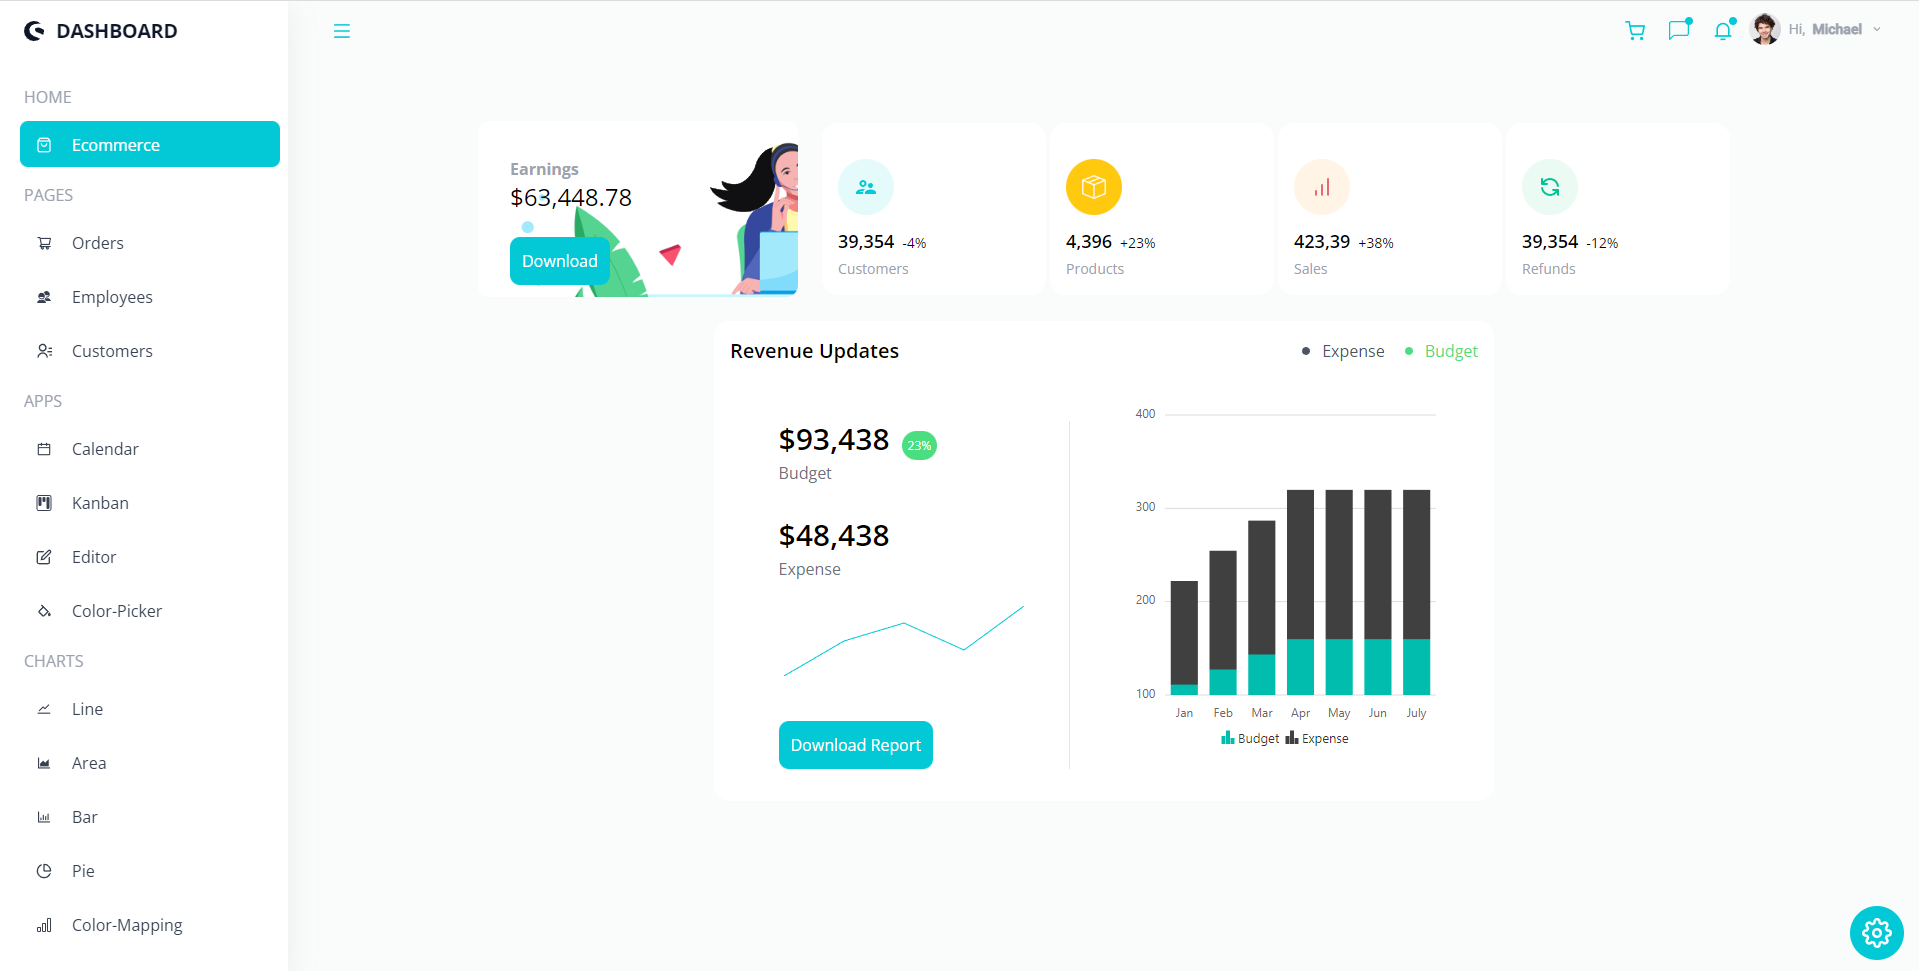 DASHBOARD
Hi, Michael
HOME
Ecommerce
PAGES
Orders
Employees
Customers
APPS
Calendar
Kanban
Editor
Color-Picker
CHARTS
Line
Area
Bar
Pie
Color-Mapping
Earnings
$63,448.78
Download
39,354 -4%
Customers
4,396 +23%
Products
423,39 +38%
Sales
39,354 -12%
Refunds
Revenue Updates
Expense Budget
$93,438 23%
Budget
$48,438
Expense
Download Report
400
300
200
100
Jan Feb Mar Apr May Jun July
Budget Expense